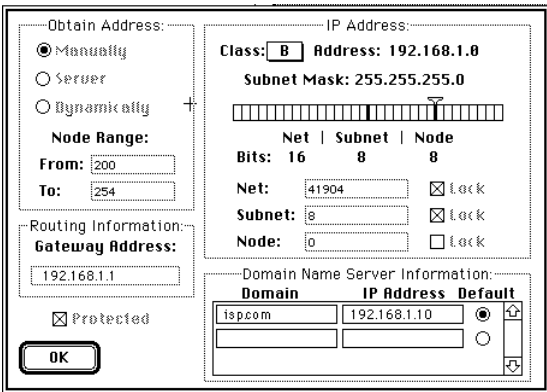 Obtain Address:
Manually
Server
Dynamically
Node Range:
From: 200
To: 254
Routing Information:
Gateway Address:
192.168.1.1
Protected
OK
IP Address:
Class: B Address: 192.168.1.0
Subnet Mask: 255.255.255.0
Net | Subnet | Node
Bits: 16 8 8
Net: 41904 Lock
Subnet: 8 Lock
Node: 0 Lock
Domain Name Server Information:
Domain IP Address Default
isp.com 192.168.1.10